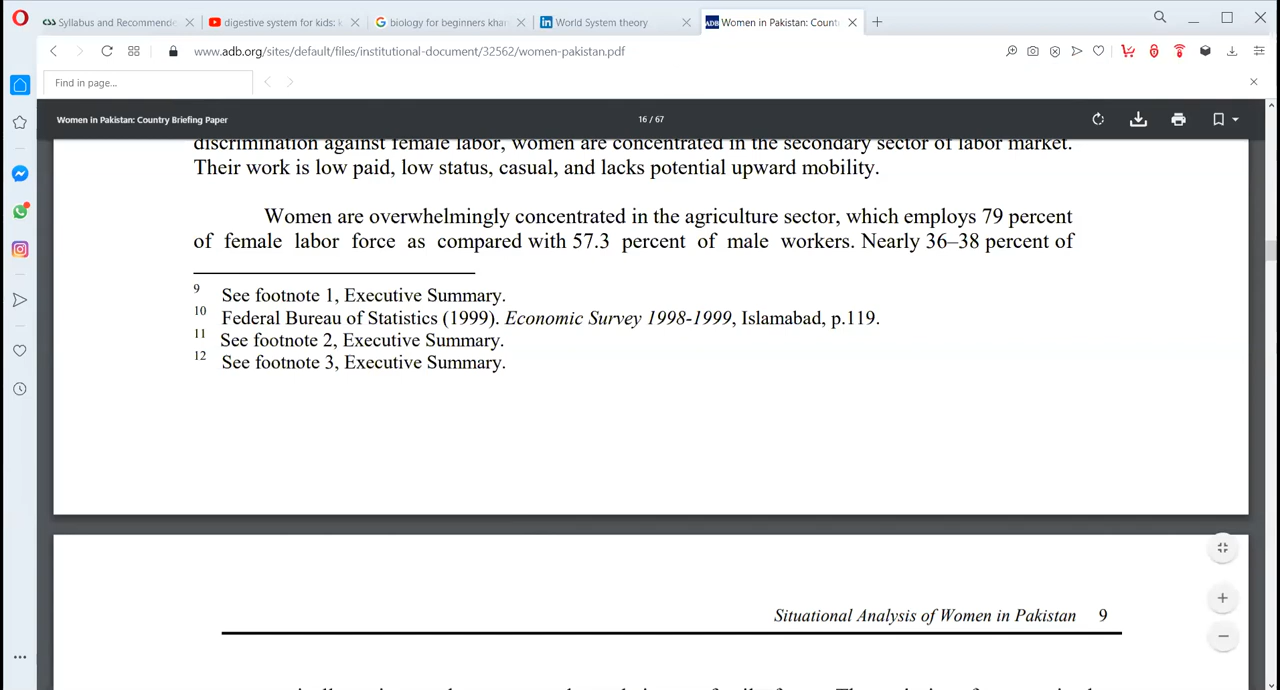 Syllabus and Recommende
digestive system for kids: k
biology for beginners khan
World System theory
ADB Women in Pakistan: Count
www.adb.org/sites/default/files/institutional-document/32562/women-pakistan.pdf
Find in page...
Women In Pakistan: Country Briefing Paper
16 / 67
discrimination against female labor, women are concentrated in the secondary sector of labor market.
Their work is low paid, low status, casual, and lacks potential upward mobility.
Women are overwhelmingly concentrated in the agriculture sector, which employs 79 percent
of female labor force as compared with 57.3 percent of male workers. Nearly 36–38 percent of
9 See footnote 1, Executive Summary.
10 Federal Bureau of Statistics (1999). Economic Survey 1998-1999, Islamabad, p.119.
11 See footnote 2, Executive Summary.
12 See footnote 3, Executive Summary.
Situational Analysis of Women in Pakistan 9